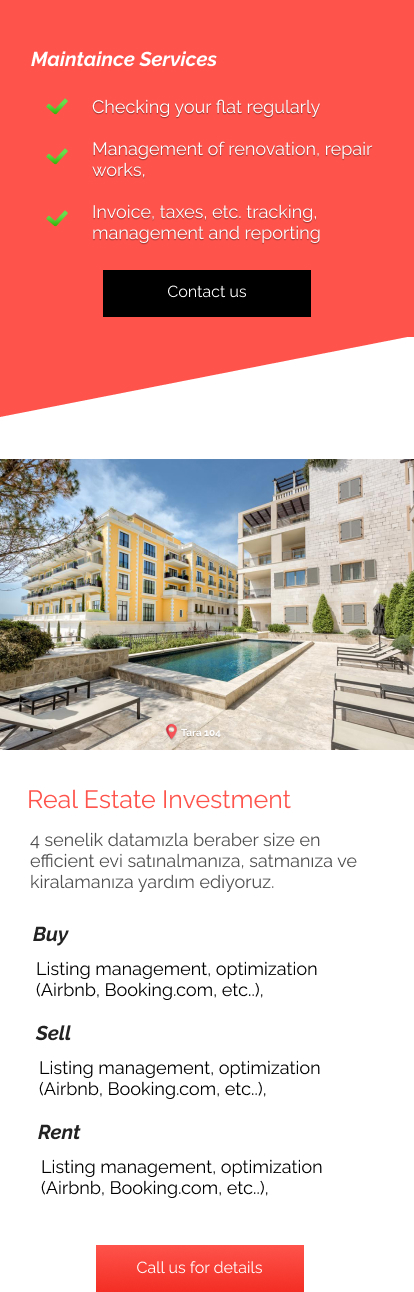 Maintaince Services
Checking your flat regularly
Management of renovation, repair
works,
Invoice, taxes, etc. tracking,
management and reporting
Contact us
Tara 104
Real Estate Investment
4 senelik datamızla beraber size en
efficient evi satınalmanıza, satmanıza ve
kiralamanıza yardım ediyoruz.
Buy
Listing management, optimization
(Airbnb, Booking.com, etc..),
Sell
Listing management, optimization
(Airbnb, Booking.com, etc..),
Rent
Listing management, optimization
(Airbnb, Booking.com, etc..),
Call us for details